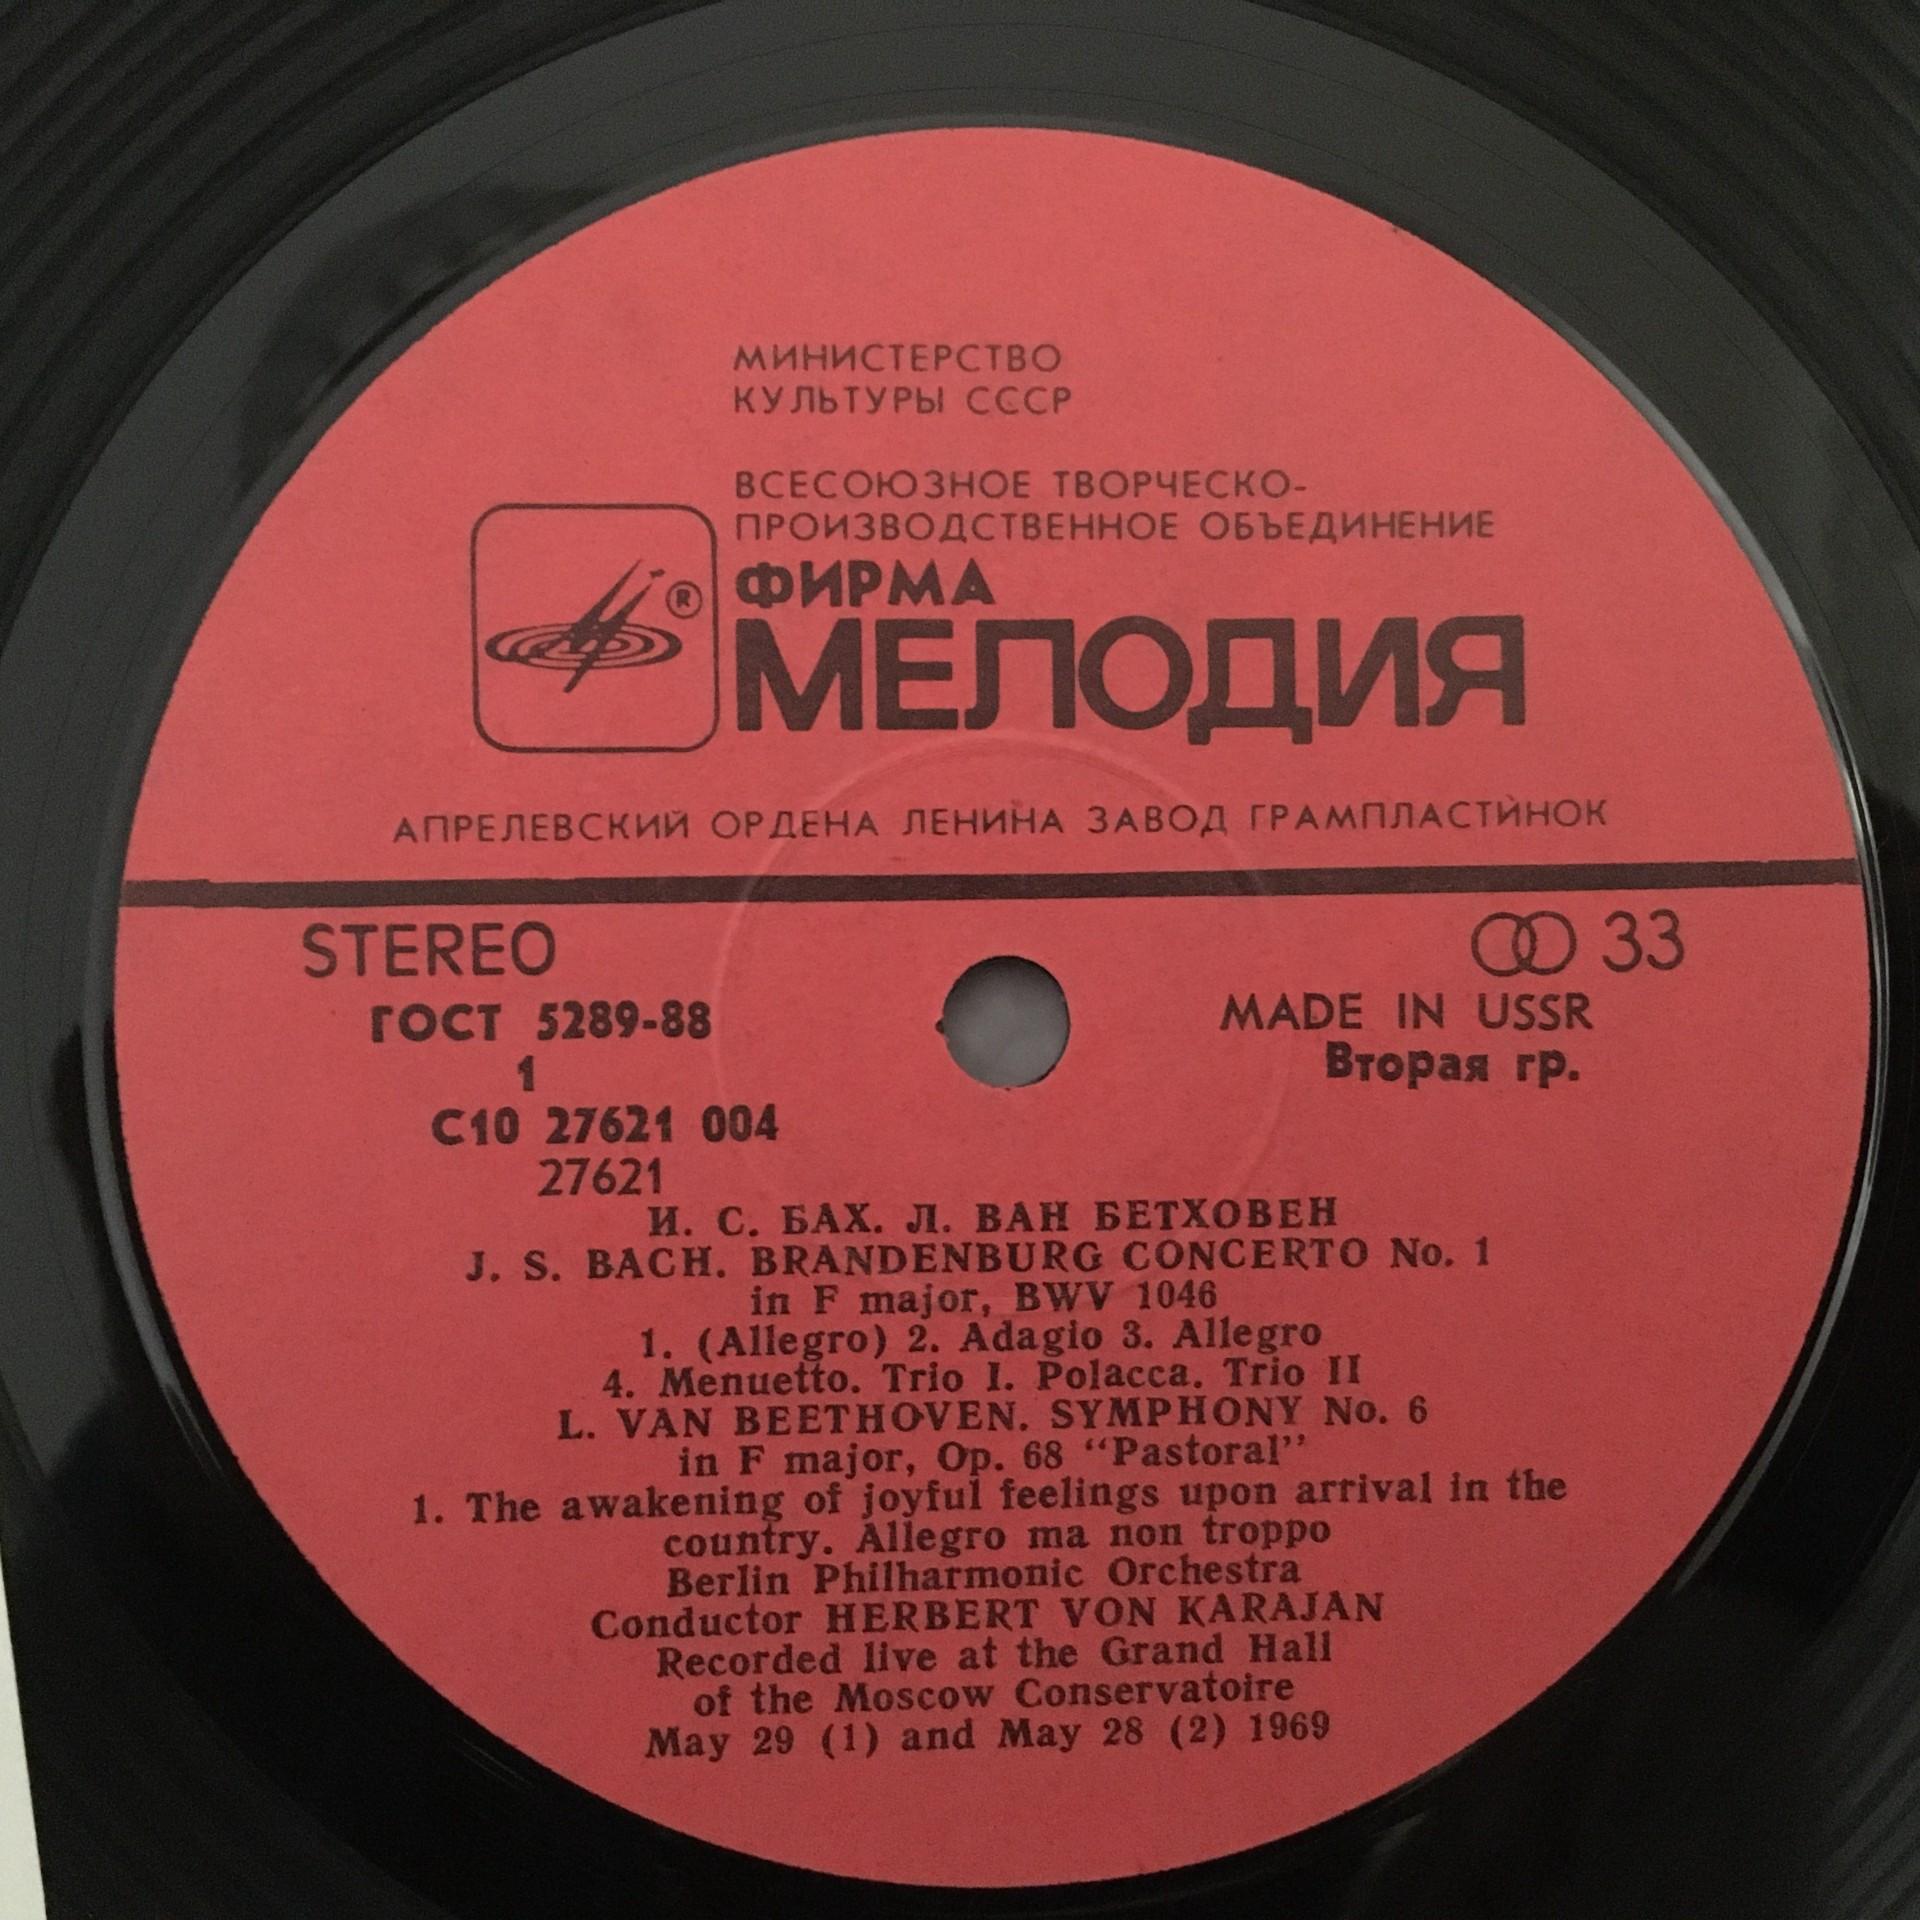 МИНИСТЕРСТВО
КУЛЬТУРЫ СССР
ВСЕСОЮЗНОЕ ТВОРЧЕСКО-
ПРОИЗВОДСТВЕННОЕ ОБЪЕДИНЕНИЕ
ФИРМА
® МЕЛОДИЯ
АПРЕЛЕВСКИЙ ОРДЕНА ЛЕНИНА ЗАВОД ГРАМПЛАСТИНОК
STEREO
33
ГОСТ 5289-88
MADE IN USSR
1
Вторая гр.
С10 27621 004
27621
И. С. БАХ. Л. ВАН БЕТХОВЕН
J. S. BACH. BRANDENBURG CONCERTO No. 1
in F major, BWV 1046
1. (Allegro) 2. Adagio 3. Allegro
4. Menuetto. Trio I. Polacca. Trio II
L. VAN BEETHOVEN. SYMPHONY No. 6
in F major, Op. 68 "Pastoral"
1. The awakening of joyful feelings upon arrival in the
country. Allegro ma non troppo
Berlin Philharmonic Orchestra
Conductor HERBERT VON KARAJAN
Recorded live at the Grand Hall
of the Moscow Conservatoire
May 29 (1) and May 28 (2) 1969